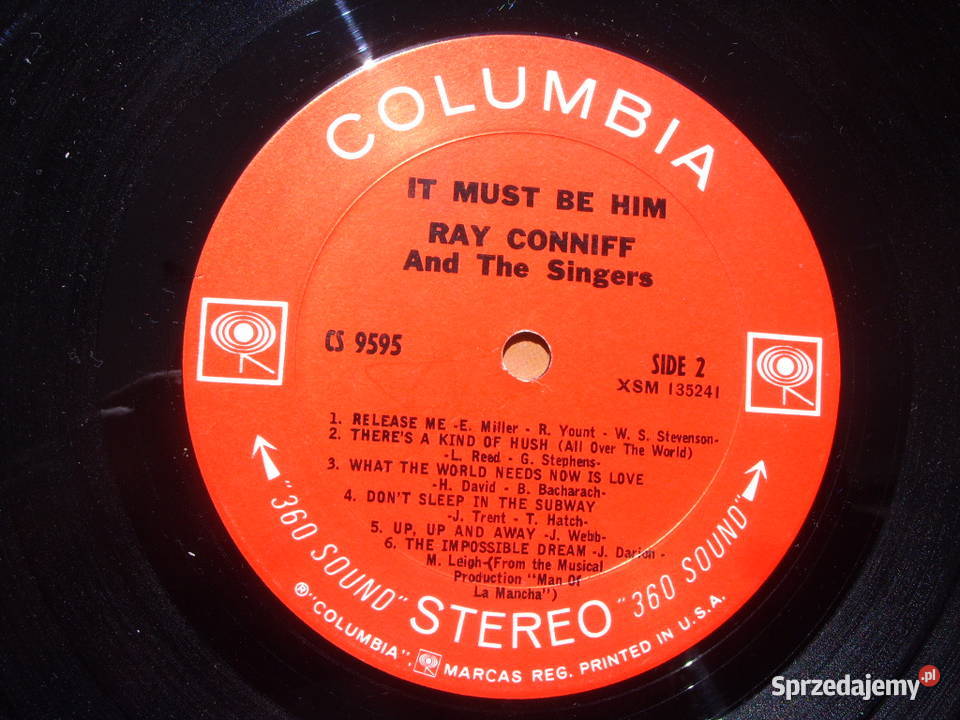 COLUMBIA
IT MUST BE HIM
RAY CONNIFF
And The Singers
CS 9595
SIDE 2
XSM 135241
1. RELEASE ME -E. Miller - R. Yount - W. S. Stevenson-
2. THERE'S A KIND OF HUSH (All Over The World)
-L. Reed - G. Stephens-
3. WHAT THE WORLD NEEDS NOW IS LOVE
-H. David - B. Bacharach-
4. DON'T SLEEP IN THE SUBWAY
-J. Trent - T. Hatch-
5. UP, UP AND AWAY -J. Webb-
6. THE IMPOSSIBLE DREAM -J. Darion -
M. Leigh-(From the Musical
Production "Man Of
La Mancha")
"360 SOUND" STEREO "360 SOUND"
® "COLUMBIA", MARCAS REG. PRINTED IN U.S.A.
Sprzedajemy.pl